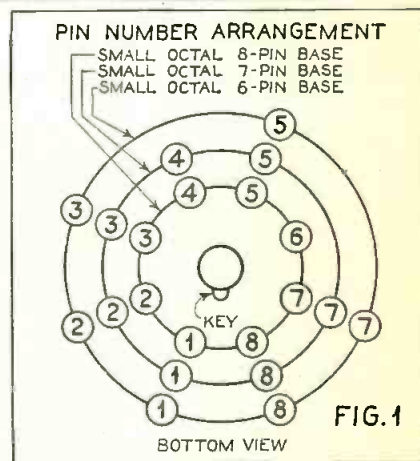 PIN NUMBER ARRANGEMENT
SMALL OCTAL 8-PIN BASE
SMALL OCTAL 7-PIN BASE
SMALL OCTAL 6-PIN BASE
5
4 5
3 4 5
3 3 6
2 2 2 7 7 7
KEY
1 8
1 8
1 8
FIG.1
BOTTOM VIEW